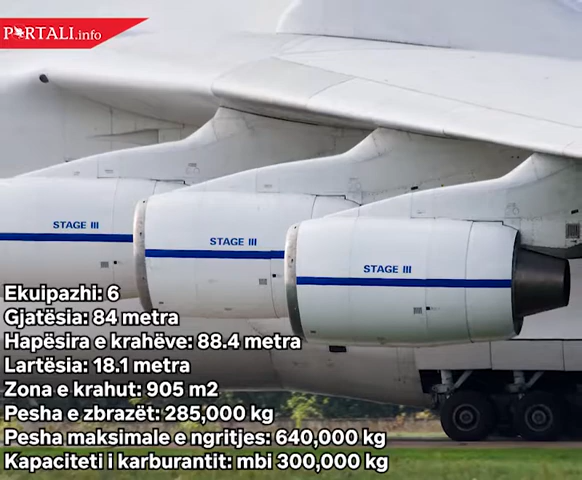 PORTALI.info
STAGE III
STAGE III
STAGE III
Ekuipazhi: 6
Gjatësia: 84 metra
Hapësira e krahëve: 88.4 metra
Lartësia: 18.1 metra
Zona e krahut: 905 m2
Pesha e zbrazët: 285,000 kg
Pesha maksimale e ngritjes: 640,000 kg
Kapaciteti i karburantit: mbi 300,000 kg